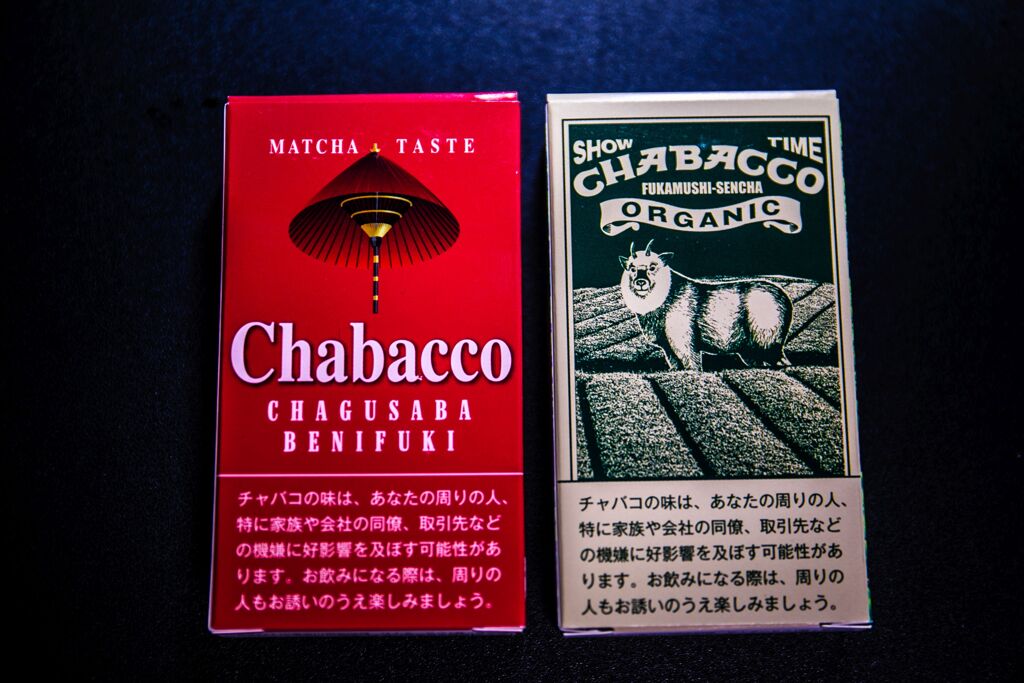 MATCHA TASTE
Chabacco
CHAGUSABA
BENIFUKI
チャバコの味は、あなたの周りの人、
特に家族や会社の同僚、取引先など
の機嫌に好影響を及ぼす可能性があ
ります。お飲みになる際は、周りの
人もお誘いのうえ楽しみましょう。
SHOW TIME
CHABACCO
FUKAMUSHI-SENCHA
ORGANIC
チャバコの味は、あなたの周りの人、
特に家族や会社の同僚、取引先など
の機嫌に好影響を及ぼす可能性があ
ります。お飲みになる際は、周りの
人もお誘いのうえ楽しみましょう。